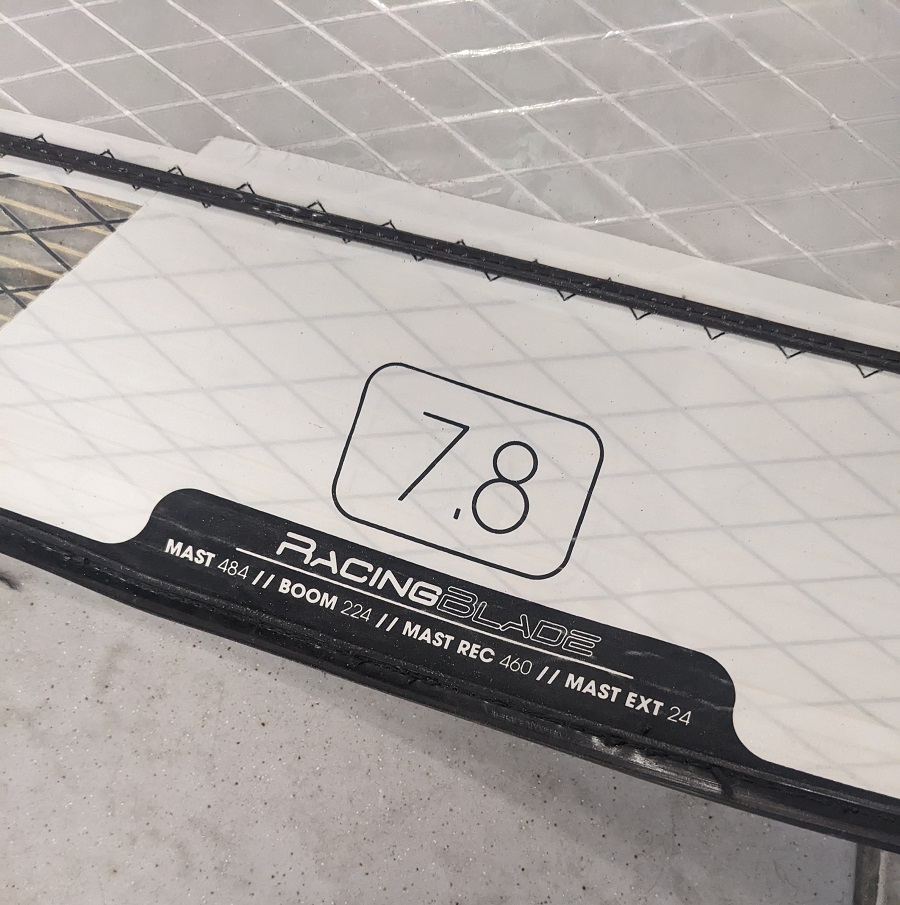 7.8
RACINGBLADE
MAST 484 // BOOM 224 // MAST REC 460 // MAST EXT 24